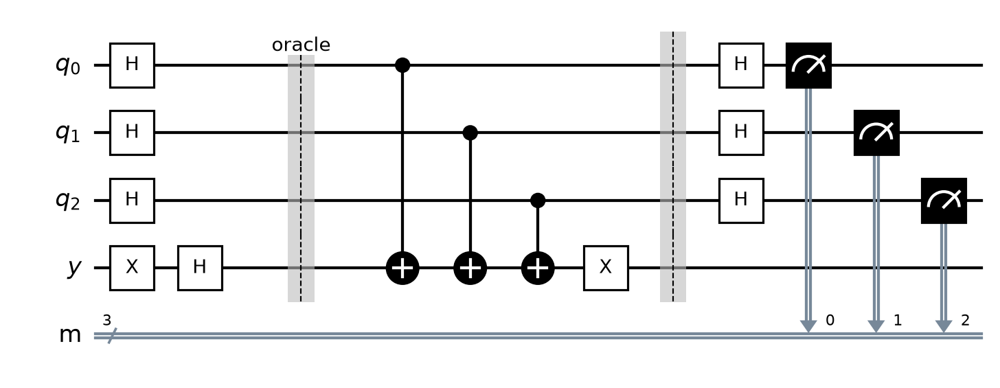 oracle
q0 H H
q1 H H
q2 H H
y X H X
3 0 1 2
m